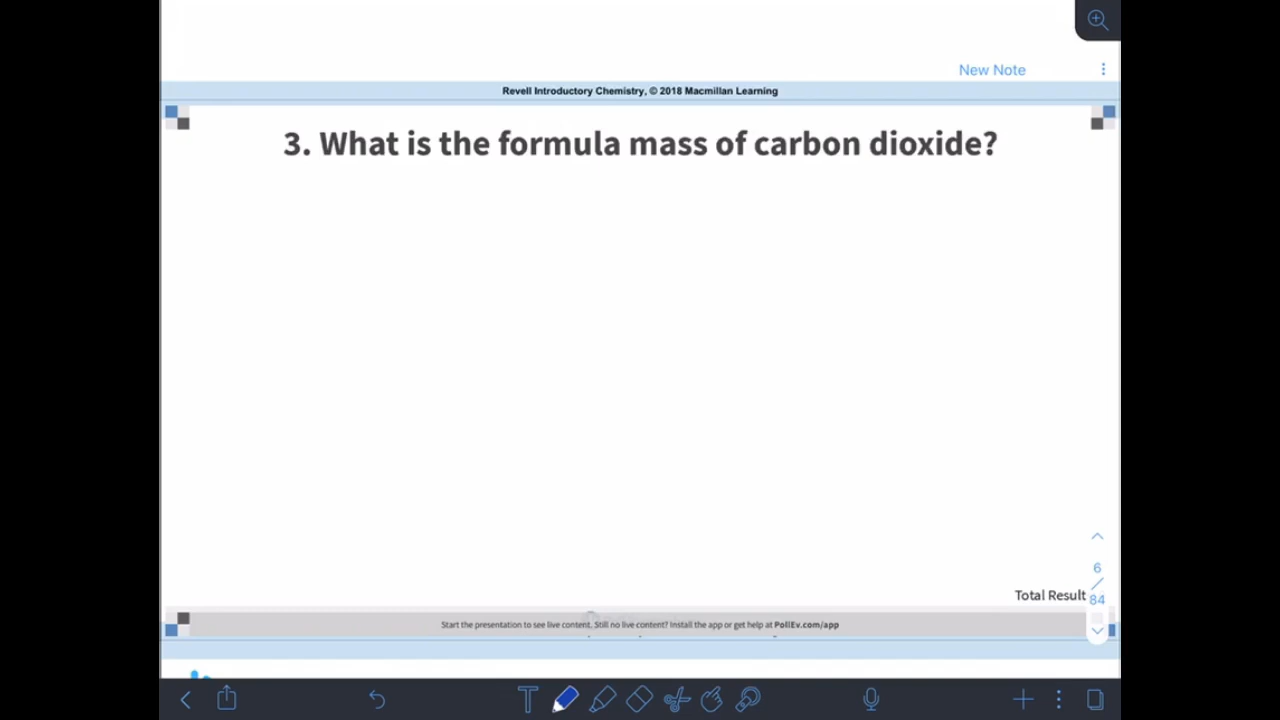 New Note
Revell Introductory Chemistry, © 2018 Macmillan Learning
3. What is the formula mass of carbon dioxide?
6
/
84
Total Result
Start the presentation to see live content. Still no live content? Install the app or get help at PollEv.com/app
T